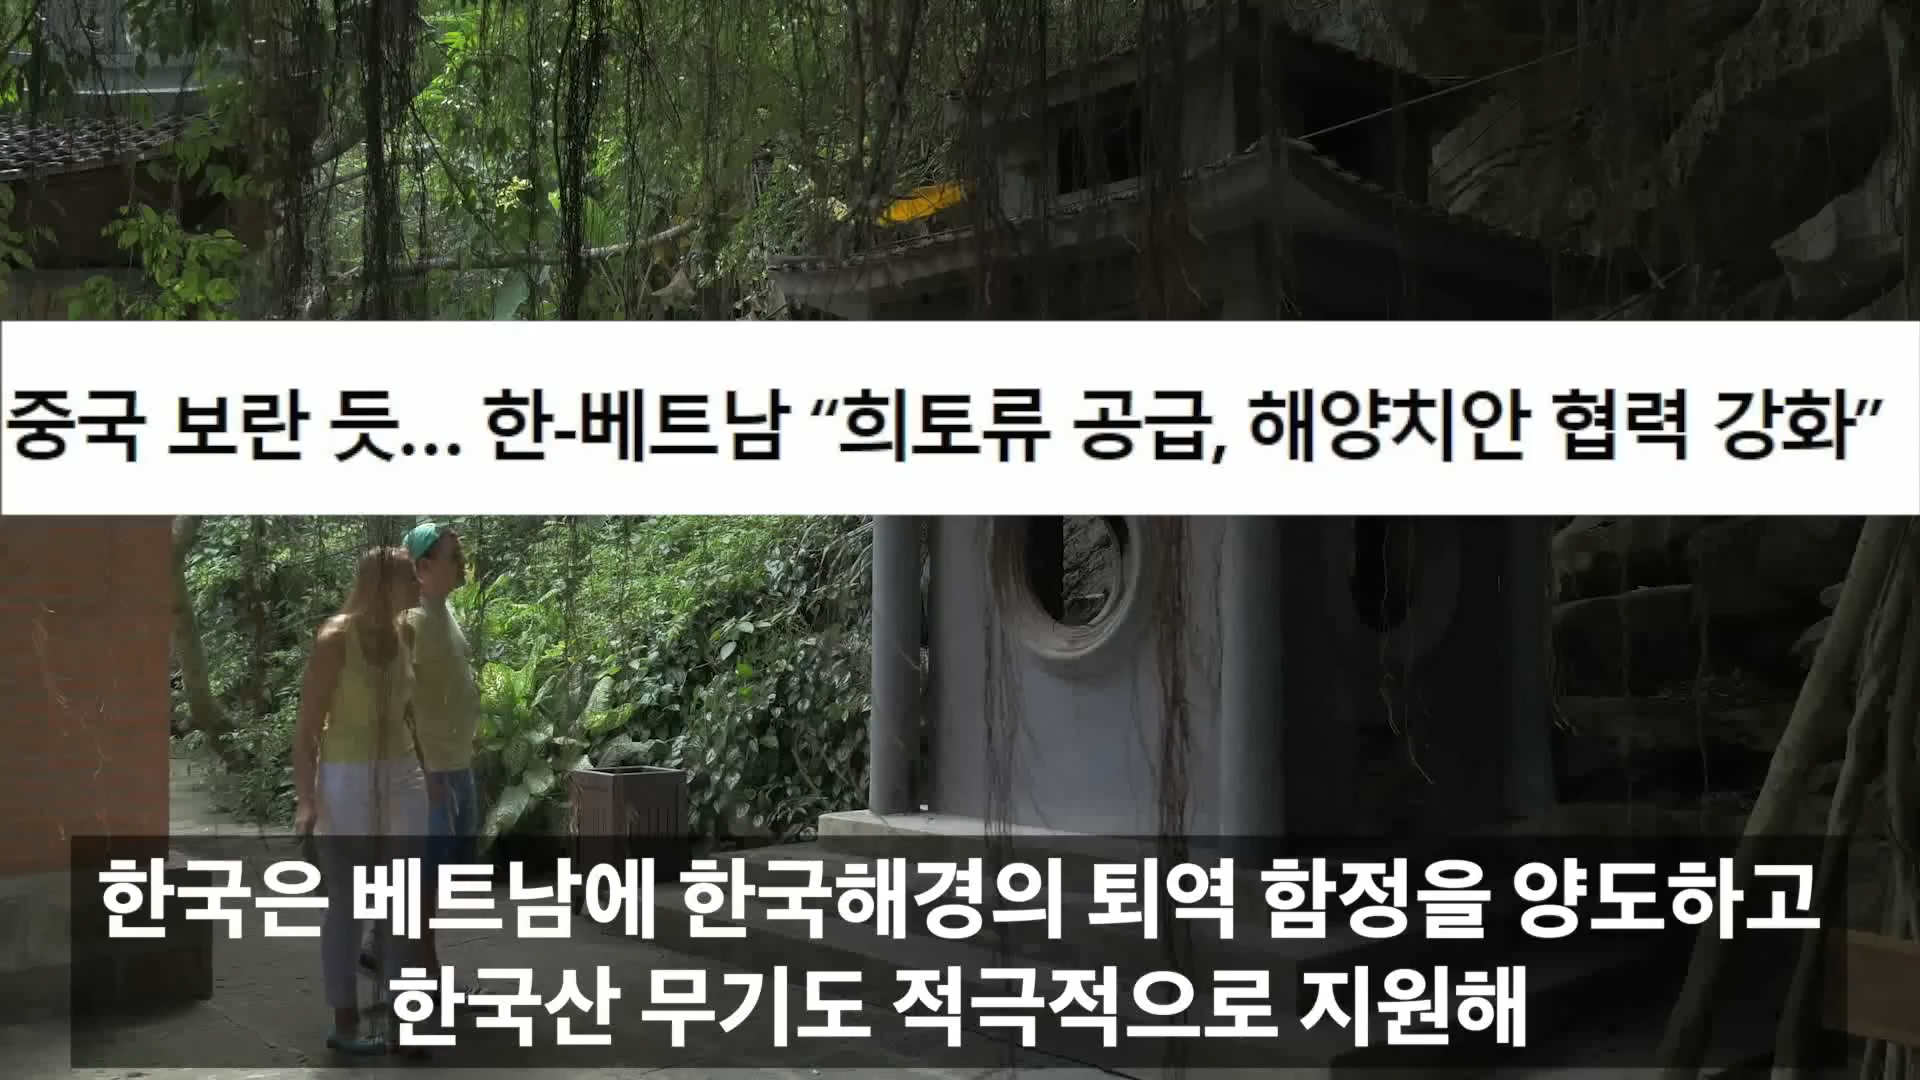 중국 보란 듯... 한-베트남 “희토류 공급, 해양치안 협력 강화”
한국은 베트남에 한국해경의 퇴역 함정을 양도하고
한국산 무기도 적극적으로 지원해